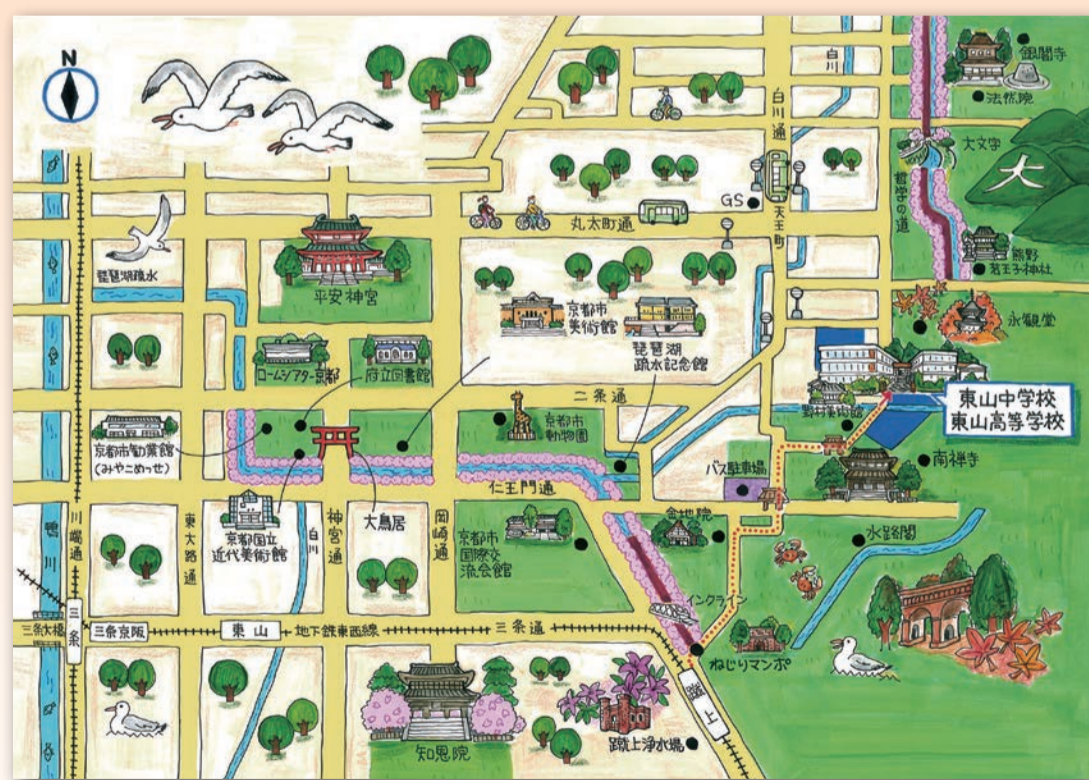 N
白川
銀閣寺
法然院
大文字
大
白川通
哲学の道
GS
天王町
丸太町通
熊野
若王子神社
琵琶湖疏水
平安神宮
京都市
美術館
琵琶湖
疏水記念館
永観堂
ロームシアター京都
府立図書館
二条通
野村美術館
東山中学校
東山高等学校
京都市勧業館
(みやこめっせ)
京都市
動物園
バス駐車場
南禅寺
仁王門通
鴨川
川端通
東大路通
京都国立
近代美術館
白川
神宮通
大鳥居
岡崎通
京都市
国際交
流会館
金地院
水路閣
インクライン
三条大橋
三条
三条京阪
東山
地下鉄東西線
三条通
ねじりマンポ
蹴上
知恩院
蹴上浄水場